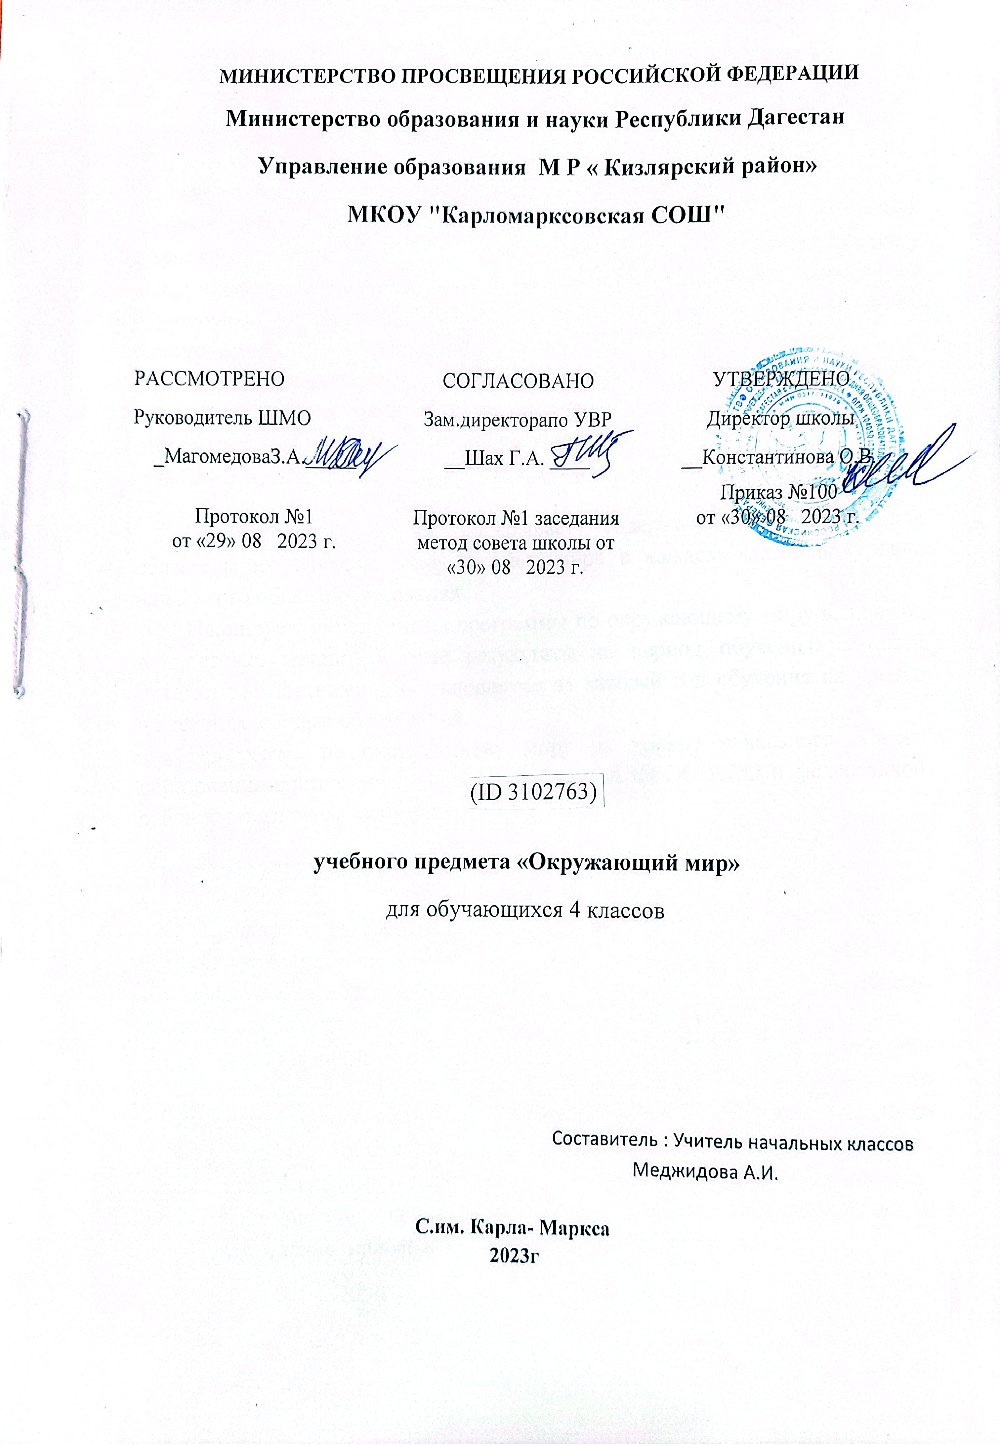 МИНИСТЕРСТВО ПРОСВЕЩЕНИЯ РОССИЙСКОЙ ФЕДЕРАЦИИ
Министерство образования и науки Республики Дагестан
Управление образования М Р « Кизлярский район»
МКОУ "Карломарксовская СОШ"
РАССМОТРЕНО
Руководитель ШМО
_МагомедоваЗ.А.
Протокол №1
от «29» 08 2023 г.
СОГЛАСОВАНО
Зам.директорапо УВР
__Шах Г.А. ____
Протокол №1 заседания
метод совета школы от
«30» 08 2023 г.
УТВЕРЖДЕНО
Директор школы
__Константинова О.В
Приказ №100
от «30» 08 2023 г.
(ID 3102763)
учебного предмета «Окружающий мир»
для обучающихся 4 классов
Составитель : Учитель начальных классов
Меджидова А.И.
С.им. Карла- Маркса
2023г